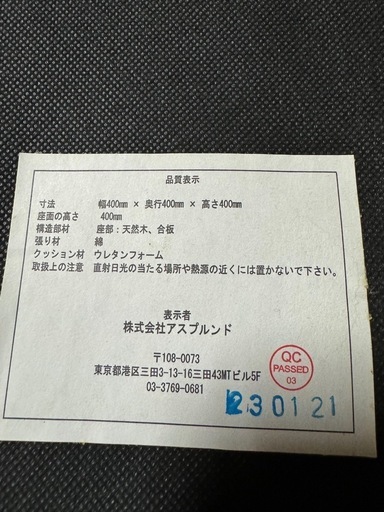 品質表示
寸法 幅400㎜ × 奥行400㎜ × 高さ400㎜
座面の高さ 400㎜
構造部材 座部：天然木、合板
張り材 綿
クッション材 ウレタンフォーム
取扱上の注意 直射日光の当たる場所や熱源の近くには置かないで下さい。
表示者
株式会社アスプルンド
〒108-0073
東京都港区三田3-13-16三田43MTビル5F
03-3769-0681
QC
PASSED
03
230121